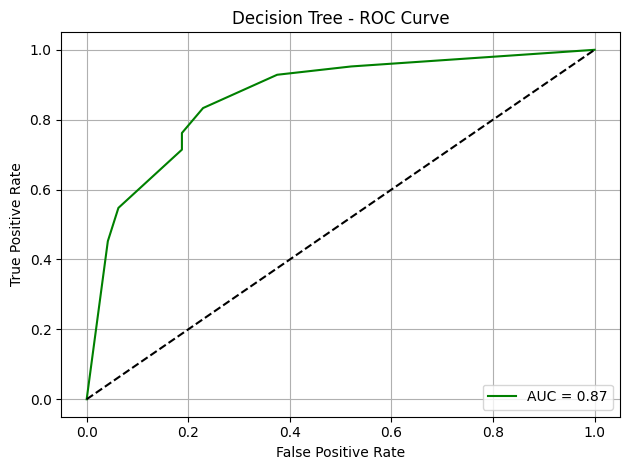 Decision Tree - ROC Curve
1.0
0.8
0.6
0.4
0.2
0.0
True Positive Rate
AUC = 0.87
0.0 0.2 0.4 0.6 0.8 1.0
False Positive Rate